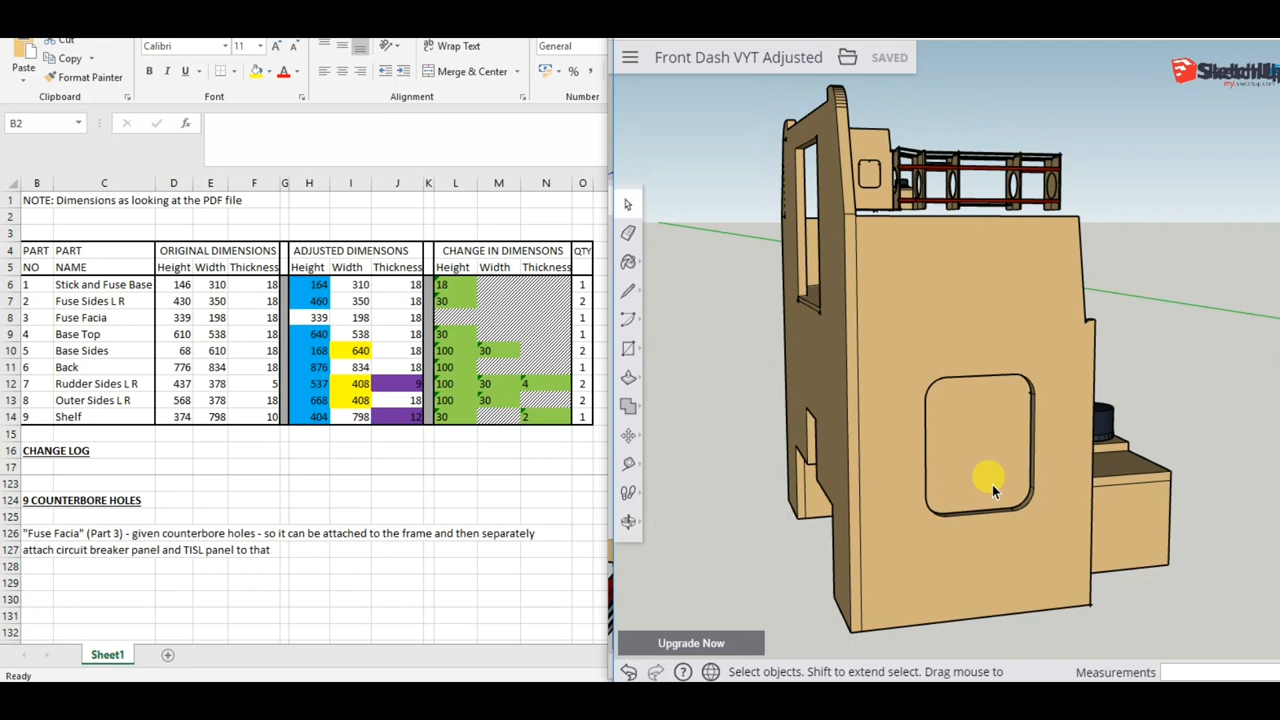 Cut
Copy
Paste
Format Painter
Clipboard
Calibri 11
B I U
Font
Wrap Text
Merge & Center
Alignment
General
%
Number
B2
fx
B C D E F G H I J K L M N O
1 NOTE: Dimensions as looking at the PDF file
2
3
4 PART PART ORIGINAL DIMENSIONS ADJUSTED DIMENSONS CHANGE IN DIMENSONS QTY
5 NO NAME Height Width Thickness Height Width Thickness Height Width Thickness
6 1 Stick and Fuse Base 146 310 18 164 310 18 18 1
7 2 Fuse Sides L R 430 350 18 460 350 18 30 2
8 3 Fuse Facia 339 198 18 339 198 18 1
9 4 Base Top 610 538 18 640 538 18 30 1
10 5 Base Sides 68 610 18 168 640 18 100 30 2
11 6 Back 776 834 18 876 834 18 100 1
12 7 Rudder Sides L R 437 378 5 537 408 9 100 30 4 2
13 8 Outer Sides L R 568 378 18 668 408 18 100 30 2
14 9 Shelf 374 798 10 404 798 12 30 2 1
15
16 CHANGE LOG
17
123
124 9 COUNTERBORE HOLES
125
126 "Fuse Facia" (Part 3) - given counterbore holes - so it can be attached to the frame and then separately
127 attach circuit breaker panel and TISL panel to that
128
129
130
131
132
Sheet1
Ready
Front Dash VYT Adjusted SAVED
SketchUp
Upgrade Now
Select objects. Shift to extend select. Drag mouse to
Measurements